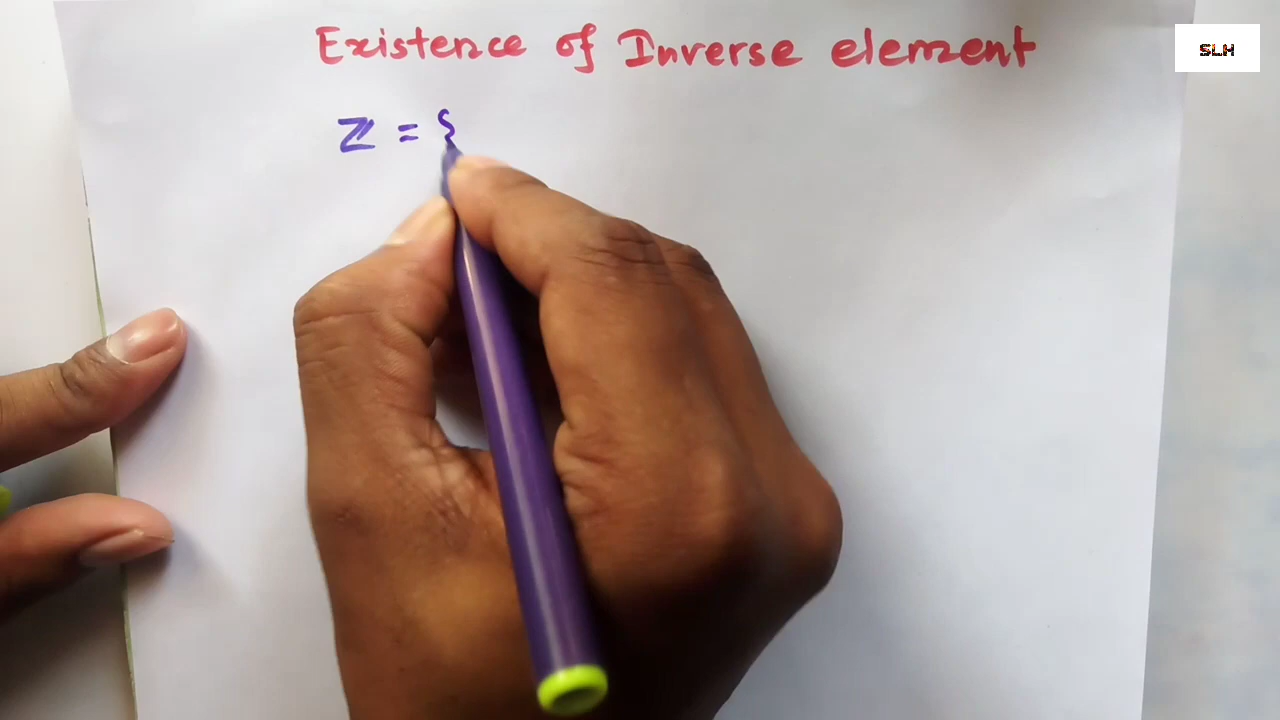 Existence of Inverse element
SLH
ℤ = {